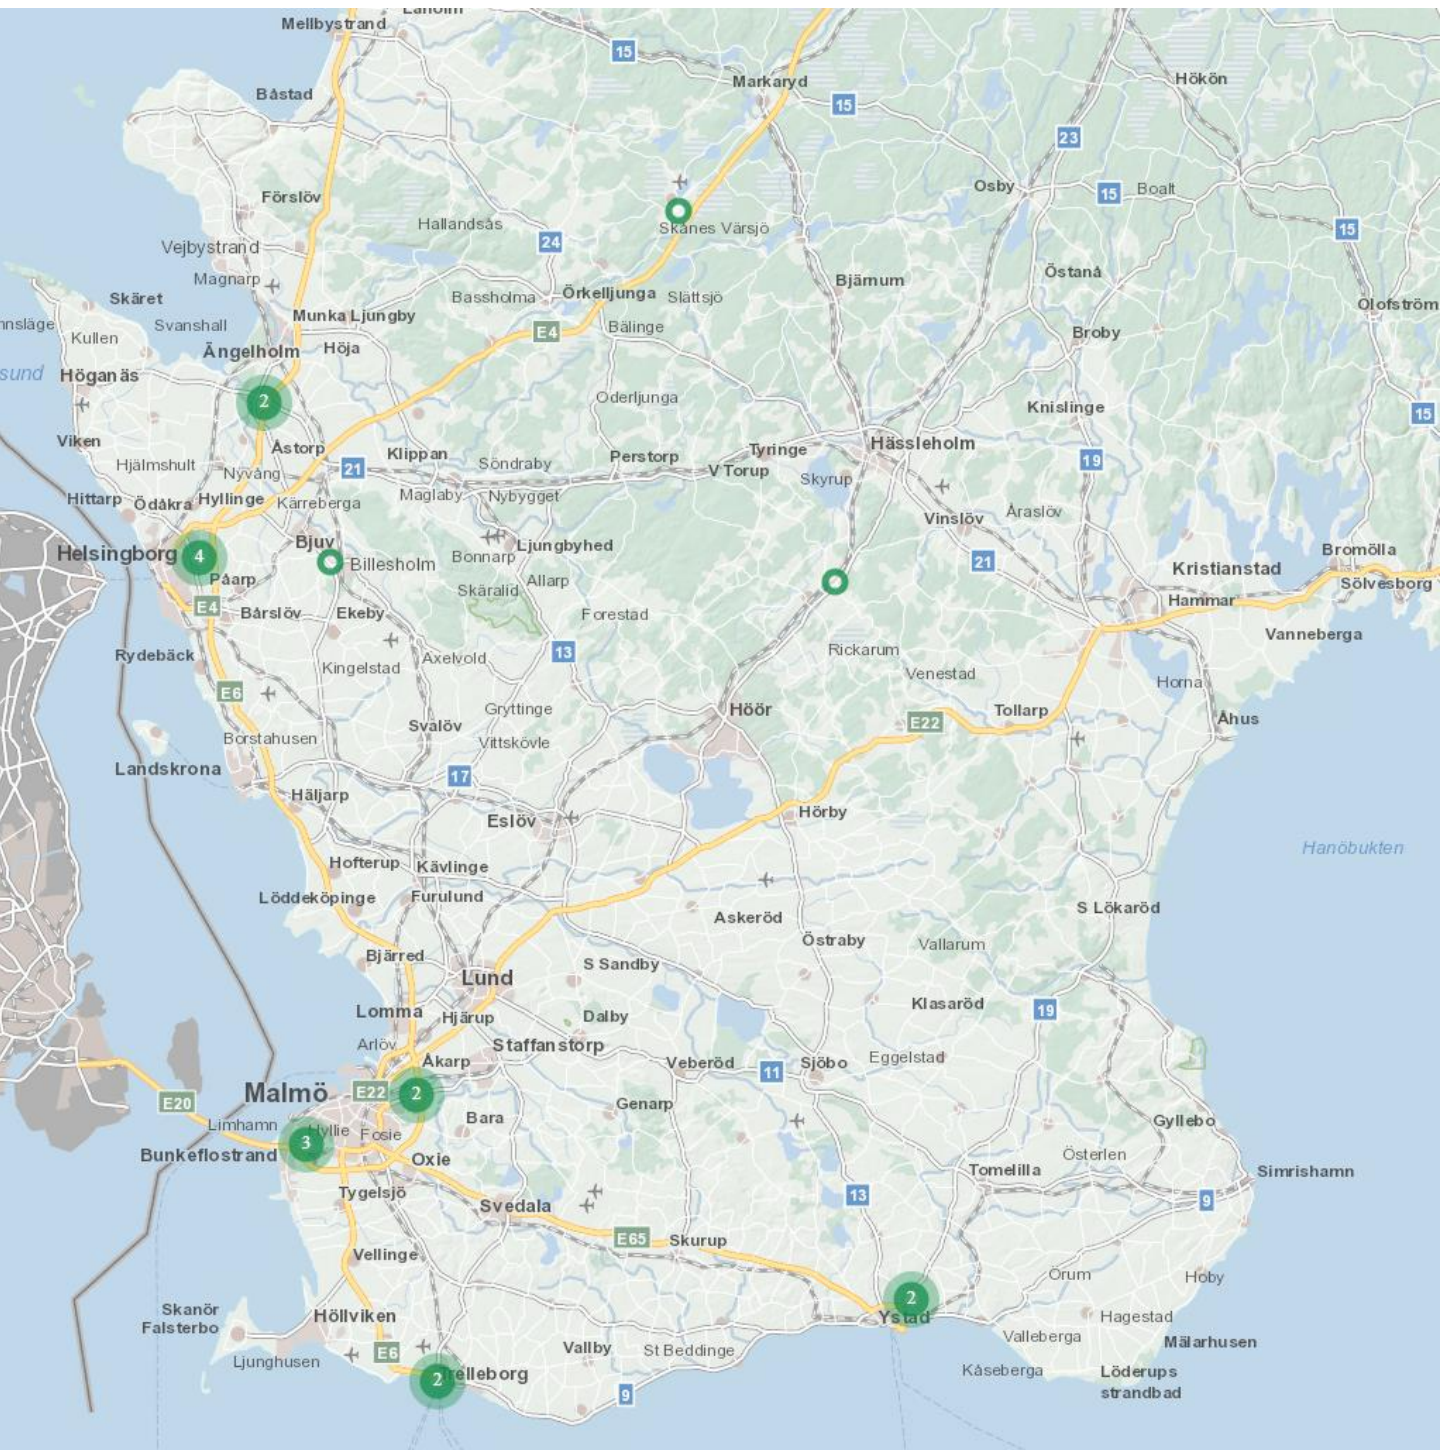 Laholm
Mellbystrand
15
Markaryd
Hökön
Båstad
15
23
Osby
15
Boalt
Förslöv
Hallandsås
Skånes Värsjö
15
24
Vejbystrand
Magnarp
Bjärnum
Östanå
Skäret
Bassholma
Örkelljunga
Slättsjö
Olofström
nnsläge
Svanshall
Munka Ljungby
Kullen
E4
Bälinge
Broby
Ängelholm
Höja
sund
Höganäs
2
Oderljunga
Knislinge
15
Viken
Åstorp
Klippan
Tyringe
Hässleholm
Hjälmshult
Nyvång
21
Söndraby
Perstorp
V Torup
Skyrup
19
Hittarp
Ödåkra
Hyllinge
Kärreberga
Maglaby
Nybygget
Vinslöv
Åraslöv
Helsingborg
4
Bjuv
Billesholm
Bonnarp
Ljungbyhed
21
Bromölla
Påarp
Skäralid
Allarp
Kristianstad
Sölvesborg
E4
Bårslöv
Ekeby
Forestad
Hammar
Vanneberga
Rydebäck
Kingelstad
Axelvold
13
Rickarum
Venestad
Horna
E6
Svalöv
Gryttinge
Höör
Tollarp
Åhus
Borstahusen
Vittskövle
E22
Landskrona
17
Häljarp
Eslöv
Hörby
Hanöbukten
Hofterup
Kävlinge
Löddeköpinge
Furulund
Askeröd
S Lökaröd
Bjärred
Östraby
Vallarum
Lund
S Sandby
Lomma
Hjärup
Dalby
Klasaröd
19
Arlöv
Staffanstorp
Åkarp
Veberöd
11
Sjöbo
Eggelstad
Malmö
E22
2
E20
Limhamn
Hyllie
Fosie
Bara
Genarp
Gyllebo
Bunkeflostrand
3
Oxie
Österlen
Tomelilla
Simrishamn
Tygelsjö
Svedala
13
9
Vellinge
E65
Skurup
Örum
Hoby
Skanör
Falsterbo
Höllviken
2
Ystad
Hagestad
Valleberga
Mälarhusen
Ljunghusen
E6
Vallby
St Beddinge
Kåseberga
Löderups
strandbad
2
Trelleborg
9